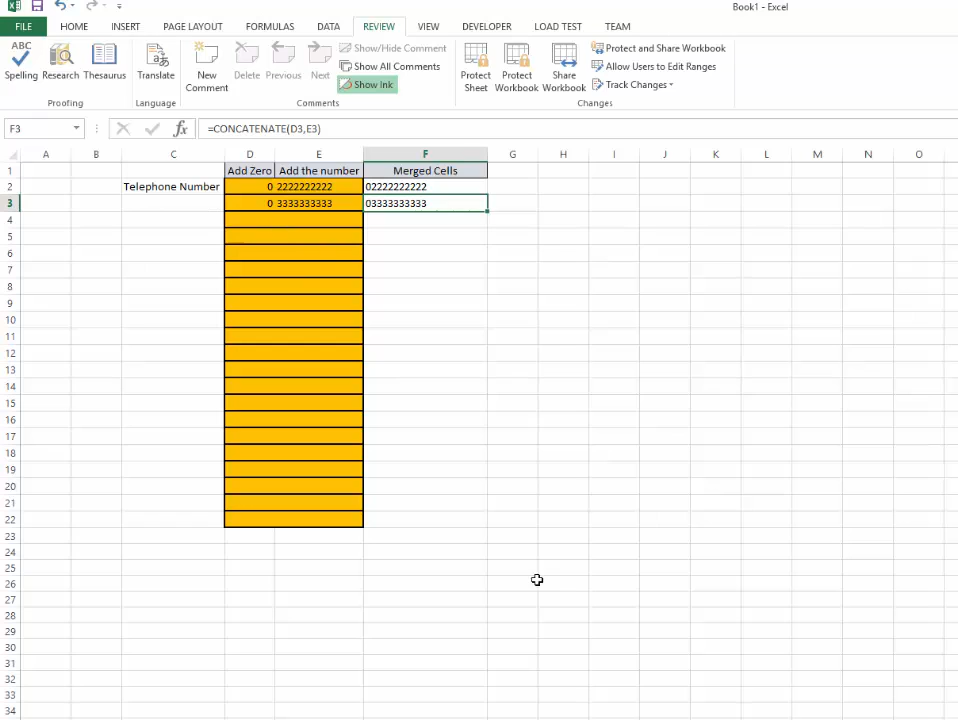 Book1 - Excel
FILE HOME INSERT PAGE LAYOUT FORMULAS DATA REVIEW VIEW DEVELOPER LOAD TEST TEAM
ABC
Spelling Research Thesaurus
Proofing
Translate
Language
New Comment
Delete Previous Next
Show/Hide Comment
Show All Comments
Show Ink
Comments
Protect Sheet
Protect Workbook
Share Workbook
Protect and Share Workbook
Allow Users to Edit Ranges
Track Changes
Changes
F3 fx =CONCATENATE(D3,E3)
A B C D E F G H I J K L M N O
1 Add Zero Add the number Merged Cells
2 Telephone Number 0 2222222222 02222222222
3 0 3333333333 03333333333
4
5
6
7
8
9
10
11
12
13
14
15
16
17
18
19
20
21
22
23
24
25
26
27
28
29
30
31
32
33
34